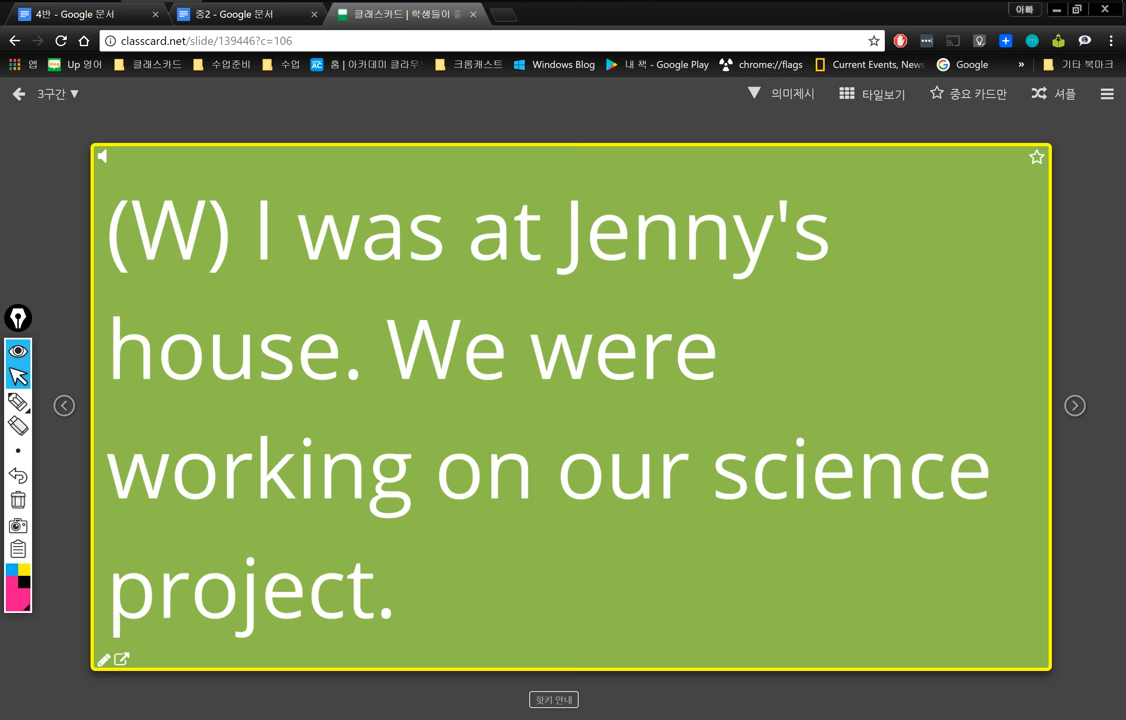 4반 - Google 문서
중2 - Google 문서
클래스카드 | 학생들이
아빠
classcard.net/slide/139446?c=106
앱
Up 영어
클래스카드
수업준비
수업
홈 | 아카데미 클라우
크롬캐스트
Windows Blog
내 책 - Google Play
chrome://flags
Current Events, News
Google
»
기타 북마크
3구간 ▼
▼ 의미제시
타일보기
중요 카드만
셔플
(W) I was at Jenny's
house. We were
working on our science
project.
핫키 안내